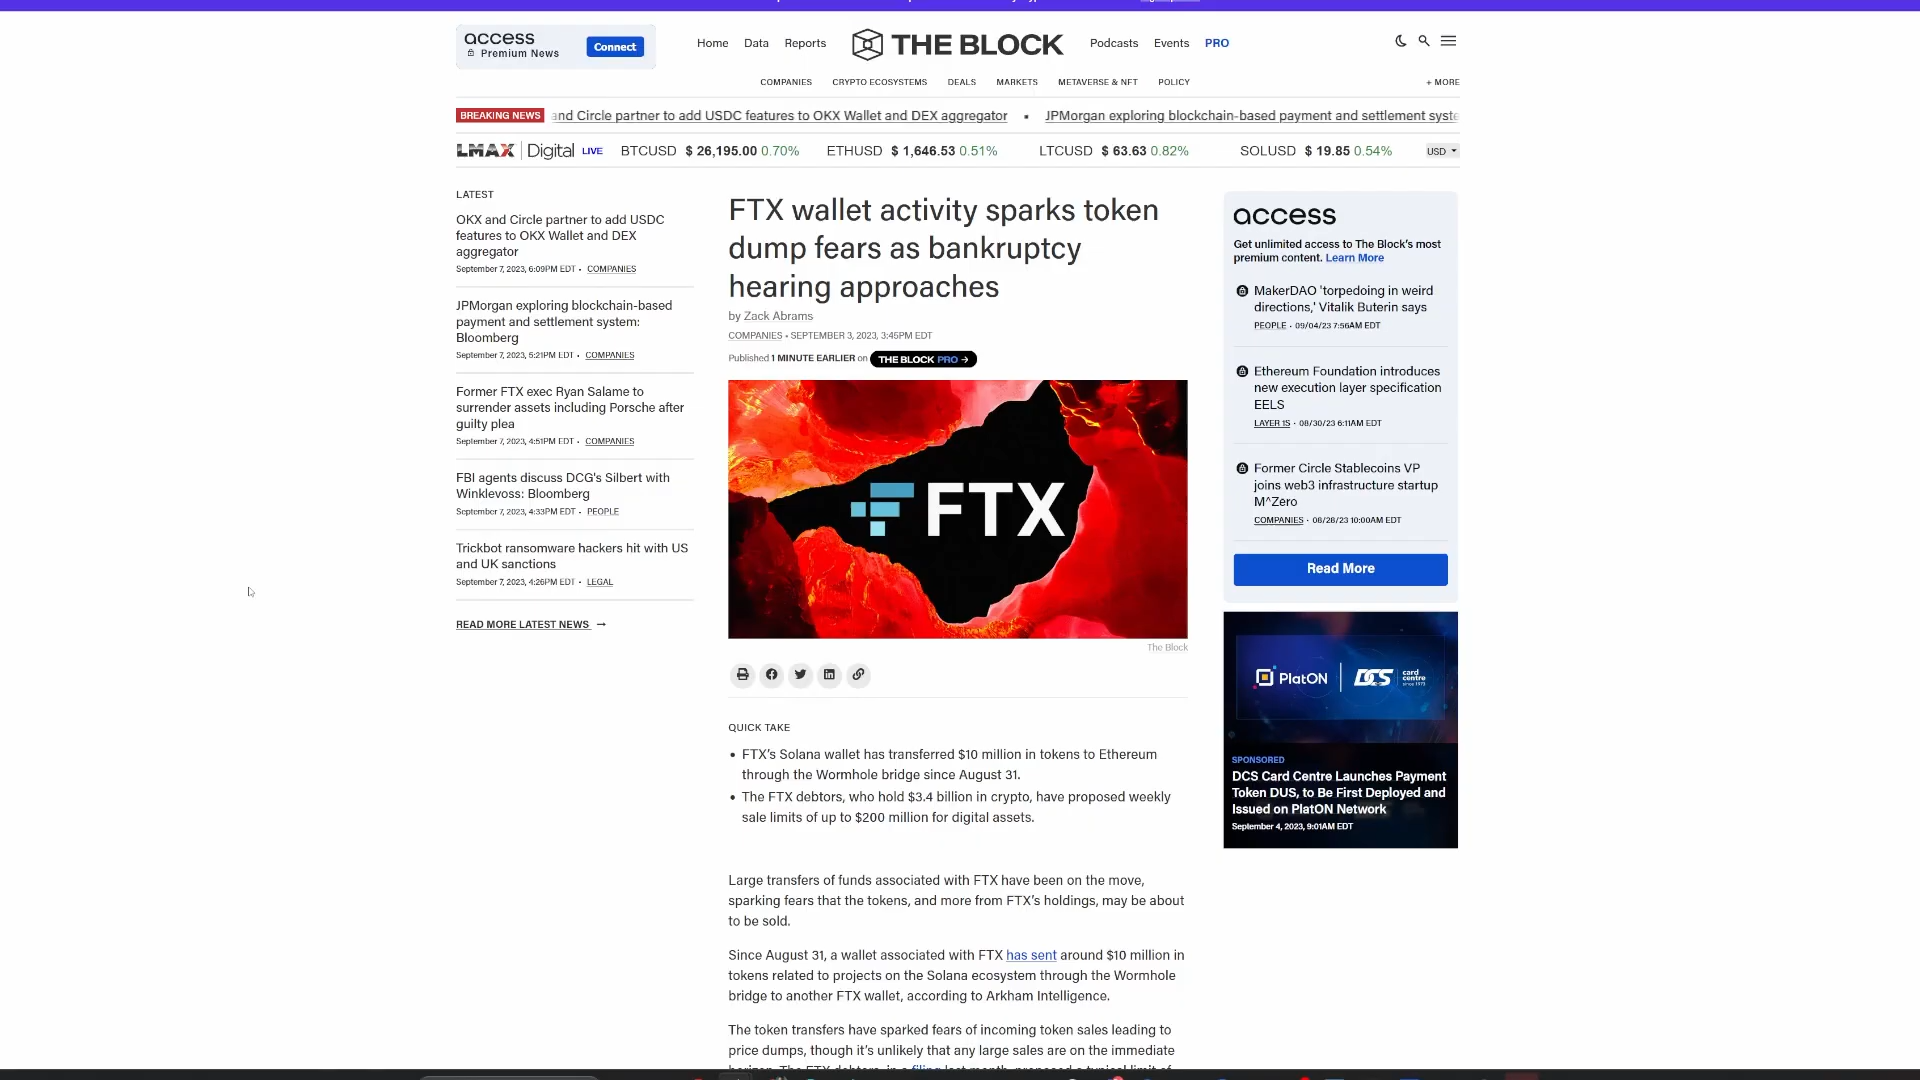 access
Premium News
Connect
Home
Data
Reports
THE BLOCK
Podcasts
Events
PRO
COMPANIES
CRYPTO ECOSYSTEMS
DEALS
MARKETS
METAVERSE & NFT
POLICY
+ MORE
BREAKING NEWS
and Circle partner to add USDC features to OKX Wallet and DEX aggregator
JPMorgan exploring blockchain-based payment and settlement syste
LMAX Digital LIVE
BTCUSD $ 26,195.00 0.70%
ETHUSD $ 1,646.53 0.51%
LTCUSD $ 63.63 0.82%
SOLUSD $ 19.85 0.54%
USD
LATEST
OKX and Circle partner to add USDC
features to OKX Wallet and DEX
aggregator
September 7, 2023, 6:09PM EDT • COMPANIES
JPMorgan exploring blockchain-based
payment and settlement system:
Bloomberg
September 7, 2023, 5:21PM EDT • COMPANIES
Former FTX exec Ryan Salame to
surrender assets including Porsche after
guilty plea
September 7, 2023, 4:51PM EDT • COMPANIES
FBI agents discuss DCG's Silbert with
Winklevoss: Bloomberg
September 7, 2023, 4:33PM EDT • PEOPLE
Trickbot ransomware hackers hit with US
and UK sanctions
September 7, 2023, 4:26PM EDT • LEGAL
READ MORE LATEST NEWS →
FTX wallet activity sparks token
dump fears as bankruptcy
hearing approaches
by Zack Abrams
COMPANIES • SEPTEMBER 3, 2023, 3:45PM EDT
Published 1 MINUTE EARLIER on THE BLOCK PRO →
FTX
The Block
QUICK TAKE
• FTX's Solana wallet has transferred $10 million in tokens to Ethereum
through the Wormhole bridge since August 31.
• The FTX debtors, who hold $3.4 billion in crypto, have proposed weekly
sale limits of up to $200 million for digital assets.
Large transfers of funds associated with FTX have been on the move,
sparking fears that the tokens, and more from FTX's holdings, may be about
to be sold.
Since August 31, a wallet associated with FTX has sent around $10 million in
tokens related to projects on the Solana ecosystem through the Wormhole
bridge to another FTX wallet, according to Arkham Intelligence.
The token transfers have sparked fears of incoming token sales leading to
price dumps, though it's unlikely that any large sales are on the immediate
access
Get unlimited access to The Block's most
premium content. Learn More
MakerDAO 'torpedoing in weird
directions,' Vitalik Buterin says
PEOPLE • 09/04/23 7:56AM EDT
Ethereum Foundation introduces
new execution layer specification
EELS
LAYER 1S • 08/30/23 6:11AM EDT
Former Circle Stablecoins VP
joins web3 infrastructure startup
M^Zero
COMPANIES • 08/28/23 10:00AM EDT
Read More
PlatON
DCS card centre since 1973
SPONSORED
DCS Card Centre Launches Payment
Token DUS, to Be First Deployed and
Issued on PlatON Network
September 4, 2023, 9:01AM EDT